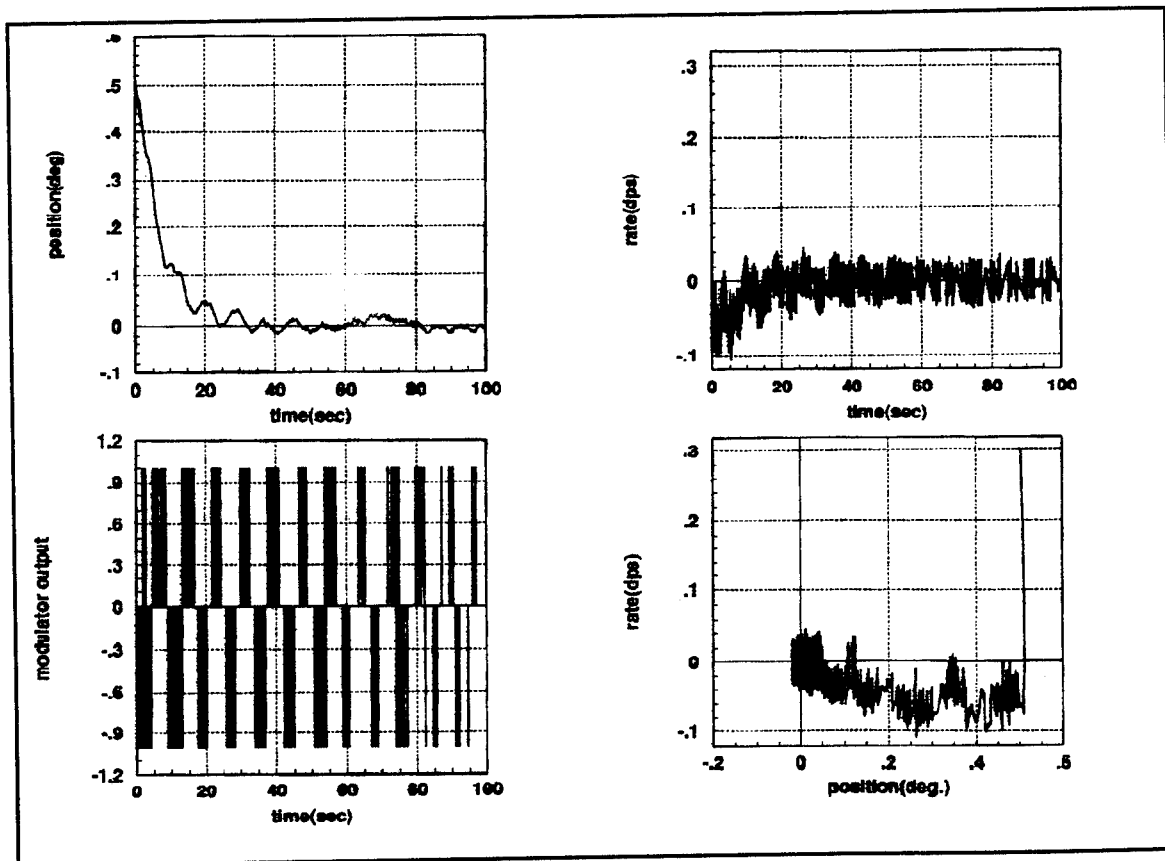 .5
.4
.3
.2
.1
0
-.1
position(deg)
0 20 40 60 80 100
time(sec)
.3
.2
.1
0
-.1
rate(dps)
0 20 40 60 80 100
time(sec)
1.2
.9
.6
.3
0
-.3
-.6
-.9
-1.2
modulator output
0 20 40 60 80 100
time(sec)
.3
.2
.1
0
-.1
rate(dps)
-.2 0 .2 .4 .5
position(deg.)